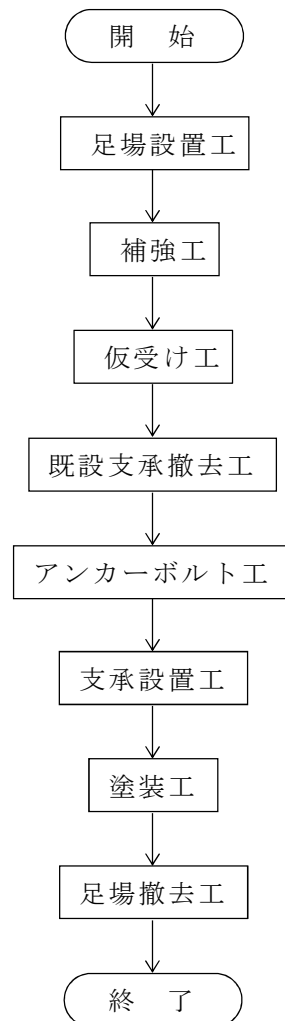 開　始
足場設置工
補強工
仮受け工
既設支承撤去工
アンカーボルト工
支承設置工
塗装工
足場撤去工
終　了